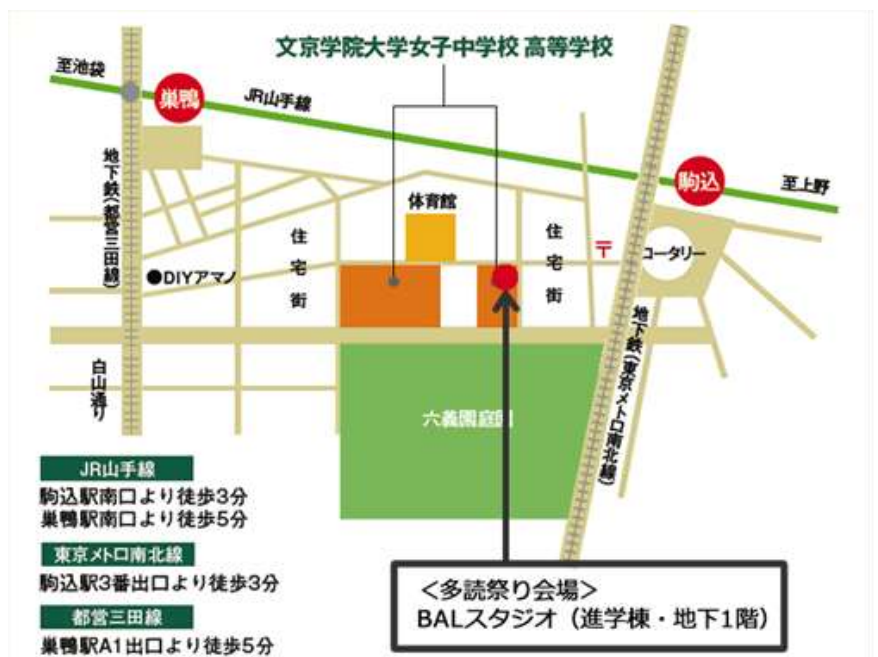 文京学院大学女子中学校 高等学校
至池袋
巣鴨
JR山手線
駒込
至上野
地下鉄(都営三田線)
体育館
住宅街
住宅街
〒
ロータリー
●DIYアマノ
地下鉄(東京メトロ南北線)
白山通り
六義園庭園
JR山手線
駒込駅南口より徒歩3分
巣鴨駅南口より徒歩5分
東京メトロ南北線
駒込駅3番出口より徒歩3分
都営三田線
巣鴨駅A1出口より徒歩5分
＜多読祭り会場＞
BALスタジオ（進学棟・地下1階）